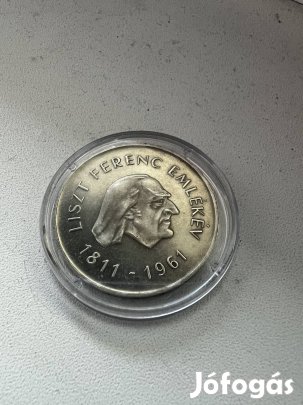 LISZT FERENC EMLÉKÉV
1811-1961
Jófogás